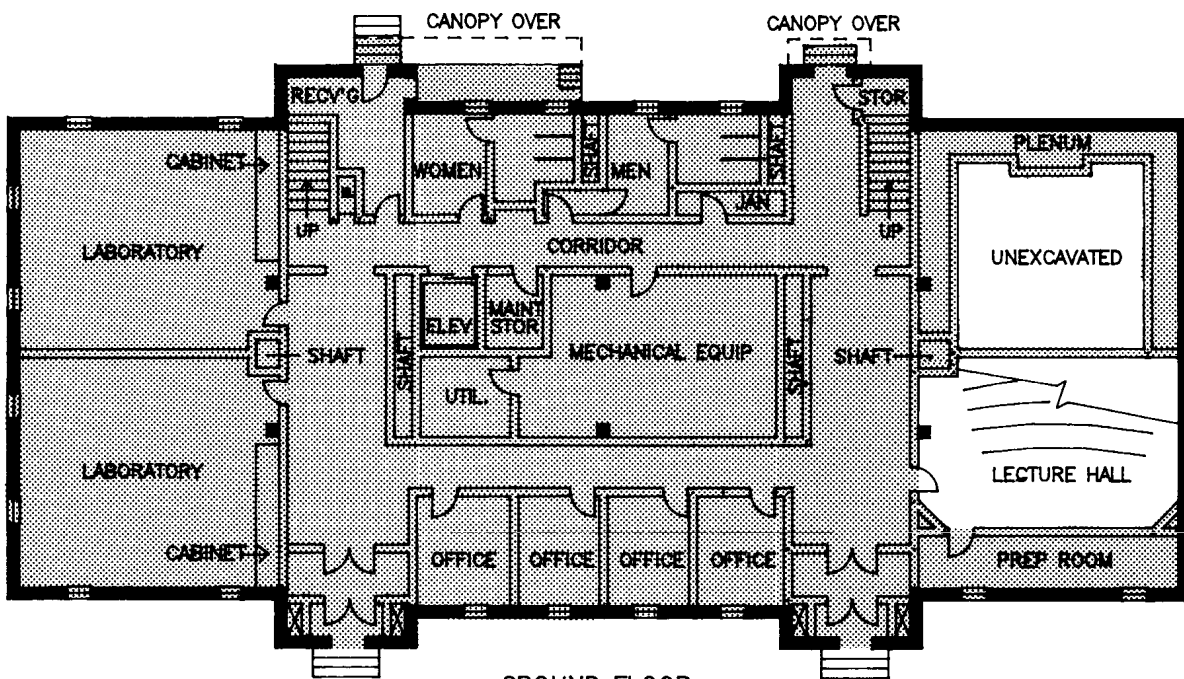 CANOPY OVER
CANOPY OVER
RECV'G
STOR
CABINET
WOMEN
SHAFT
MEN
SHAFT
PLENUM
JAN
UP
UP
LABORATORY
CORRIDOR
UNEXCAVATED
ELEV
MAINT
STOR
SHAFT
SHAFT
MECHANICAL EQUIP
SHAFT
SHAFT
UTIL.
LABORATORY
LECTURE HALL
CABINET
OFFICE
OFFICE
OFFICE
OFFICE
PREP ROOM
GROUND FLOOR